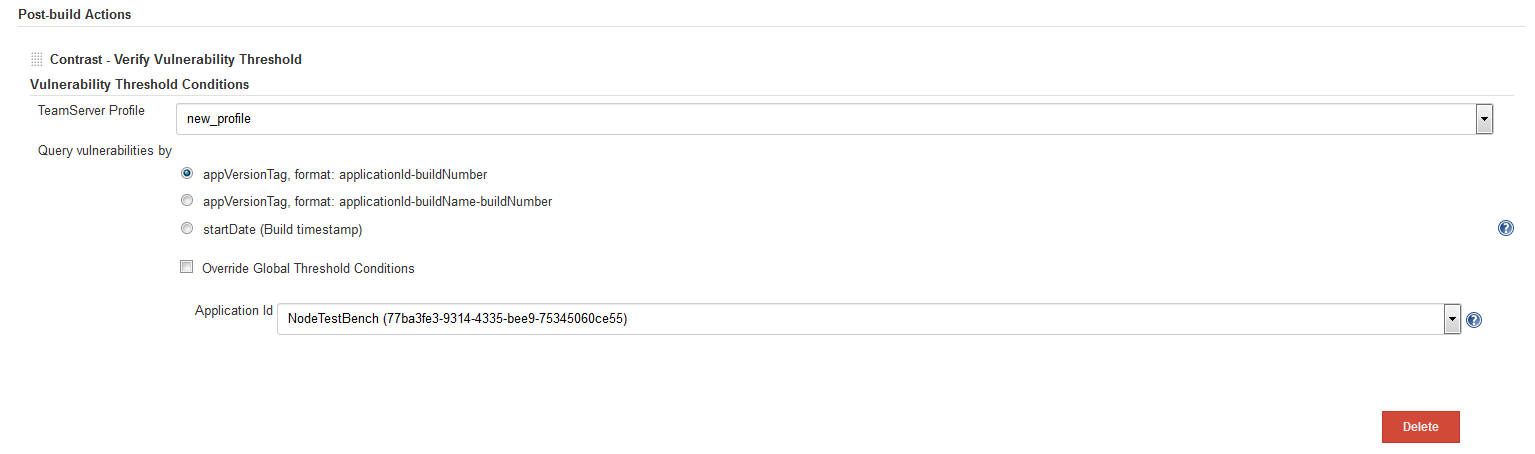 Post-build Actions
Contrast - Verify Vulnerability Threshold
Vulnerability Threshold Conditions
TeamServer Profile
new_profile
Query vulnerabilities by
appVersionTag, format: applicationId-buildNumber
appVersionTag, format: applicationId-buildName-buildNumber
startDate (Build timestamp)
?
Override Global Threshold Conditions
Application Id
NodeTestBench (77ba3fe3-9314-4335-bee9-75345060ce55)
?
Delete